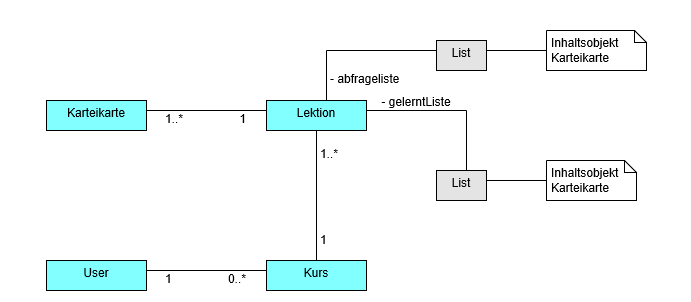 Inhaltsobjekt
Karteikarte
List
- abfrageliste
- gelerntListe
Karteikarte
1..*
1
Lektion
1..*
List
Inhaltsobjekt
Karteikarte
1
User
1
0..*
Kurs